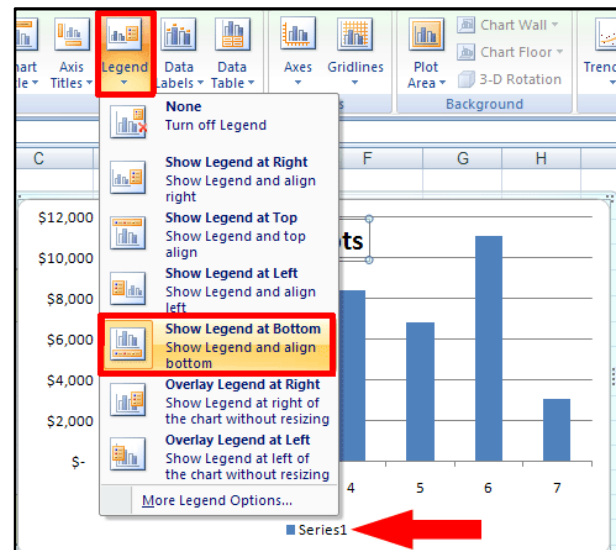 Chart Wall
Chart Floor
3-D Rotation
Axis
Titles
Legend
Data
Labels
Data
Table
Axes
Gridlines
Plot
Area
Background
None
Turn off Legend
Show Legend at Right
Show Legend and align
right
Show Legend at Top
Show Legend and top
align
Show Legend at Left
Show Legend and align
left
Show Legend at Bottom
Show Legend and align
bottom
Overlay Legend at Right
Show Legend at right of
the chart without resizing
Overlay Legend at Left
Show Legend at left of
the chart without resizing
More Legend Options...
C
F
G
H
$12,000
$10,000
$8,000
$6,000
$4,000
$2,000
$-
4
5
6
7
Series1